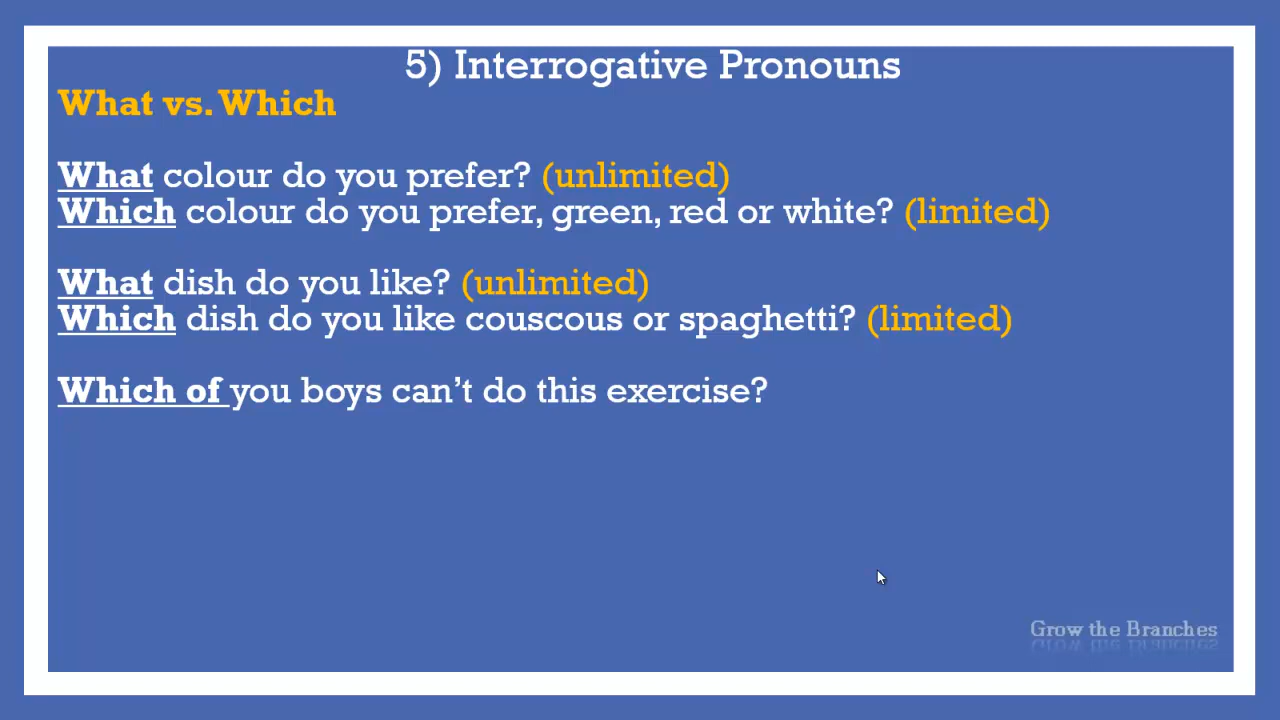 5) Interrogative Pronouns
What vs. Which
What colour do you prefer? (unlimited)
Which colour do you prefer, green, red or white? (limited)
What dish do you like? (unlimited)
Which dish do you like couscous or spaghetti? (limited)
Which of you boys can’t do this exercise?
Grow the Branches